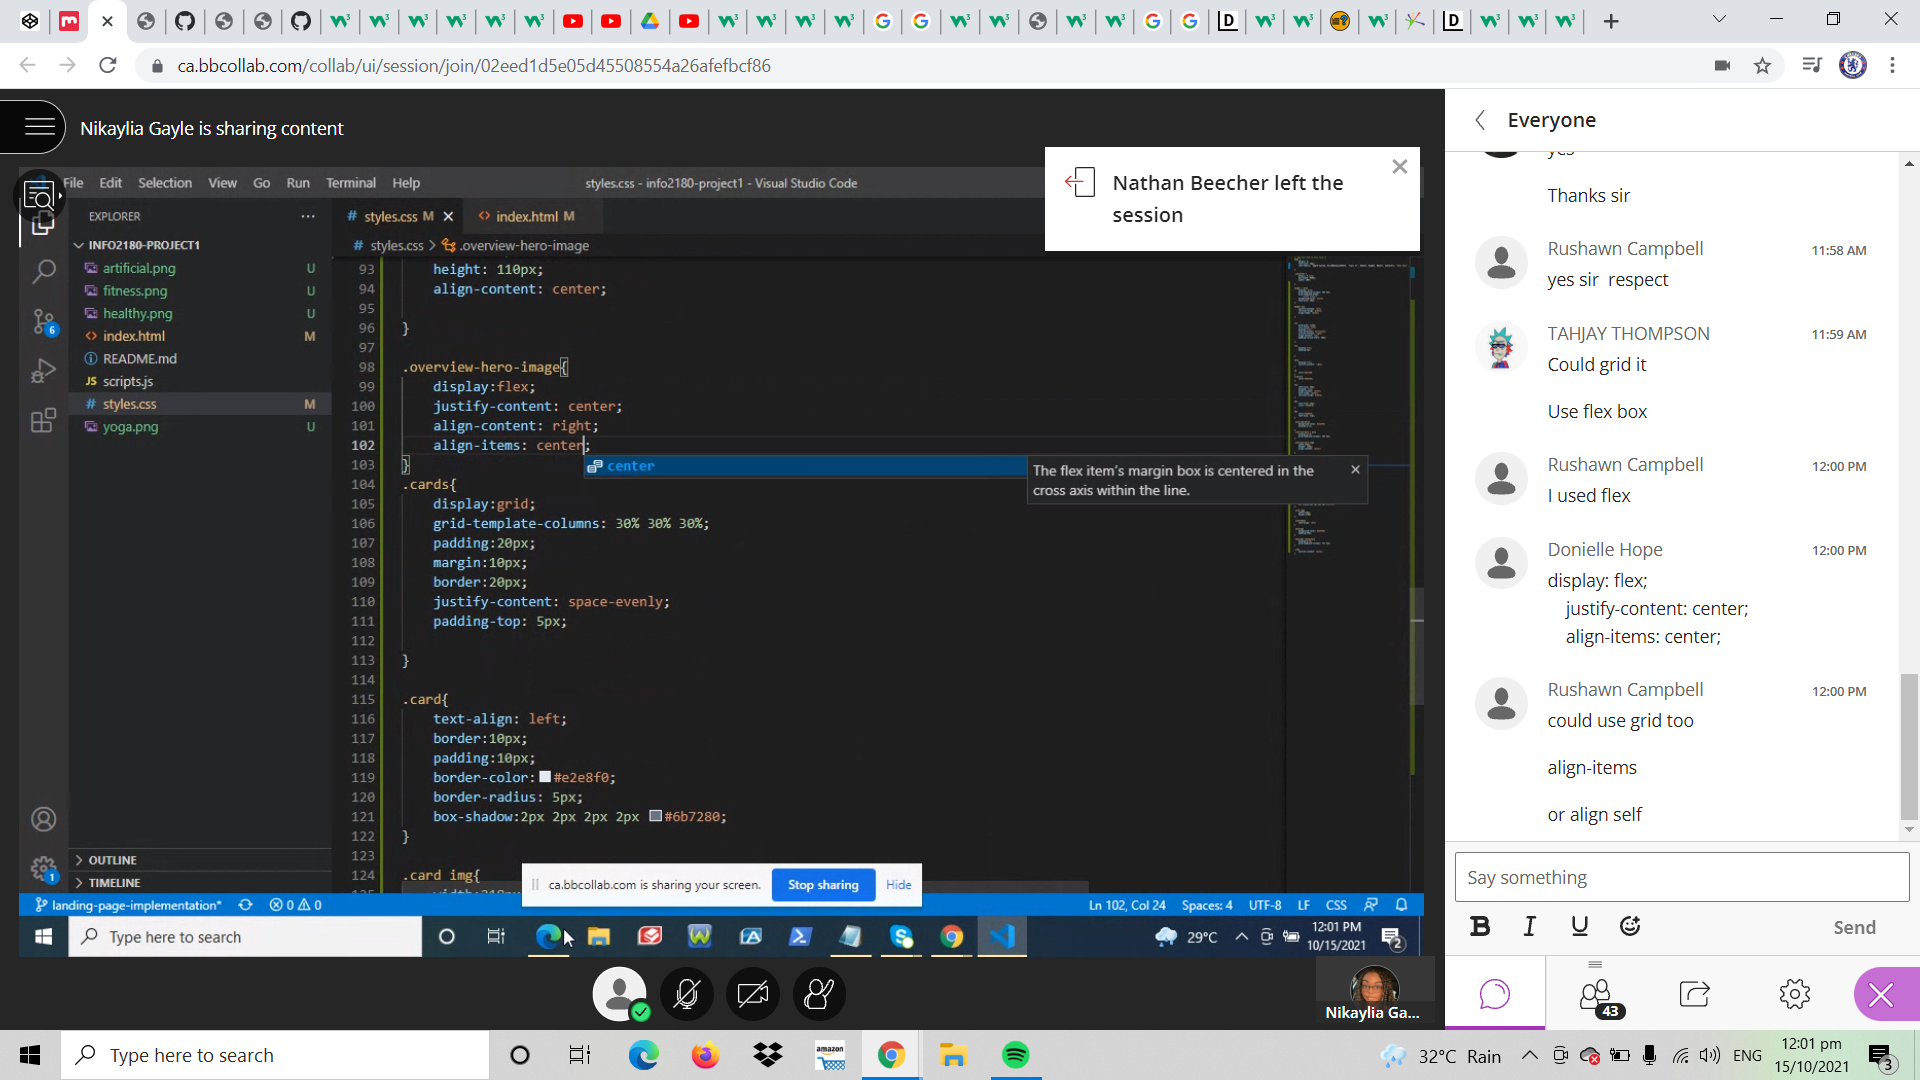 ca.bbcollab.com/collab/ui/session/join/02eed1d5e05d45508554a26afefbcf86
Nikaylia Gayle is sharing content
File Edit Selection View Go Run Terminal Help
styles.css - info2180-project1 - Visual Studio Code
EXPLORER
INFO2180-PROJECT1
artificial.png U
fitness.png U
healthy.png U
index.html M
README.md
JS scripts.js
# styles.css M
yoga.png U
OUTLINE
TIMELINE
# styles.css M
index.html M
# styles.css > .overview-hero-image
93 height: 110px;
94 align-content: center;
95
96 }
97
98 .overview-hero-image{
99 display:flex;
100 justify-content: center;
101 align-content: right;
102 align-items: center;
103 }
center
The flex item's margin box is centered in the
cross axis within the line.
104 .cards{
105 display:grid;
106 grid-template-columns: 30% 30% 30%;
107 padding:20px;
108 margin:10px;
109 border:20px;
110 justify-content: space-evenly;
111 padding-top: 5px;
112
113 }
114
115 .card{
116 text-align: left;
117 border:10px;
118 padding:10px;
119 border-color: #e2e8f0;
120 border-radius: 5px;
121 box-shadow:2px 2px 2px 2px #6b7280;
122 }
123
124 .card img{
ca.bbcollab.com is sharing your screen.
Stop sharing
Hide
6
1
landing-page-implementation*
0 0
Ln 102, Col 24
Spaces: 4
UTF-8
LF
CSS
Type here to search
29°C
12:01 PM
10/15/2021
2
Nikaylia Ga...
Nathan Beecher left the
session
Everyone
yes
Thanks sir
Rushawn Campbell 11:58 AM
yes sir respect
TAHJAY THOMPSON 11:59 AM
Could grid it
Use flex box
Rushawn Campbell 12:00 PM
I used flex
Donielle Hope 12:00 PM
display: flex;
justify-content: center;
align-items: center;
Rushawn Campbell 12:00 PM
could use grid too
align-items
or align self
Say something
B I U
Send
43
Type here to search
amazon
32°C Rain
ENG
12:01 pm
15/10/2021
3